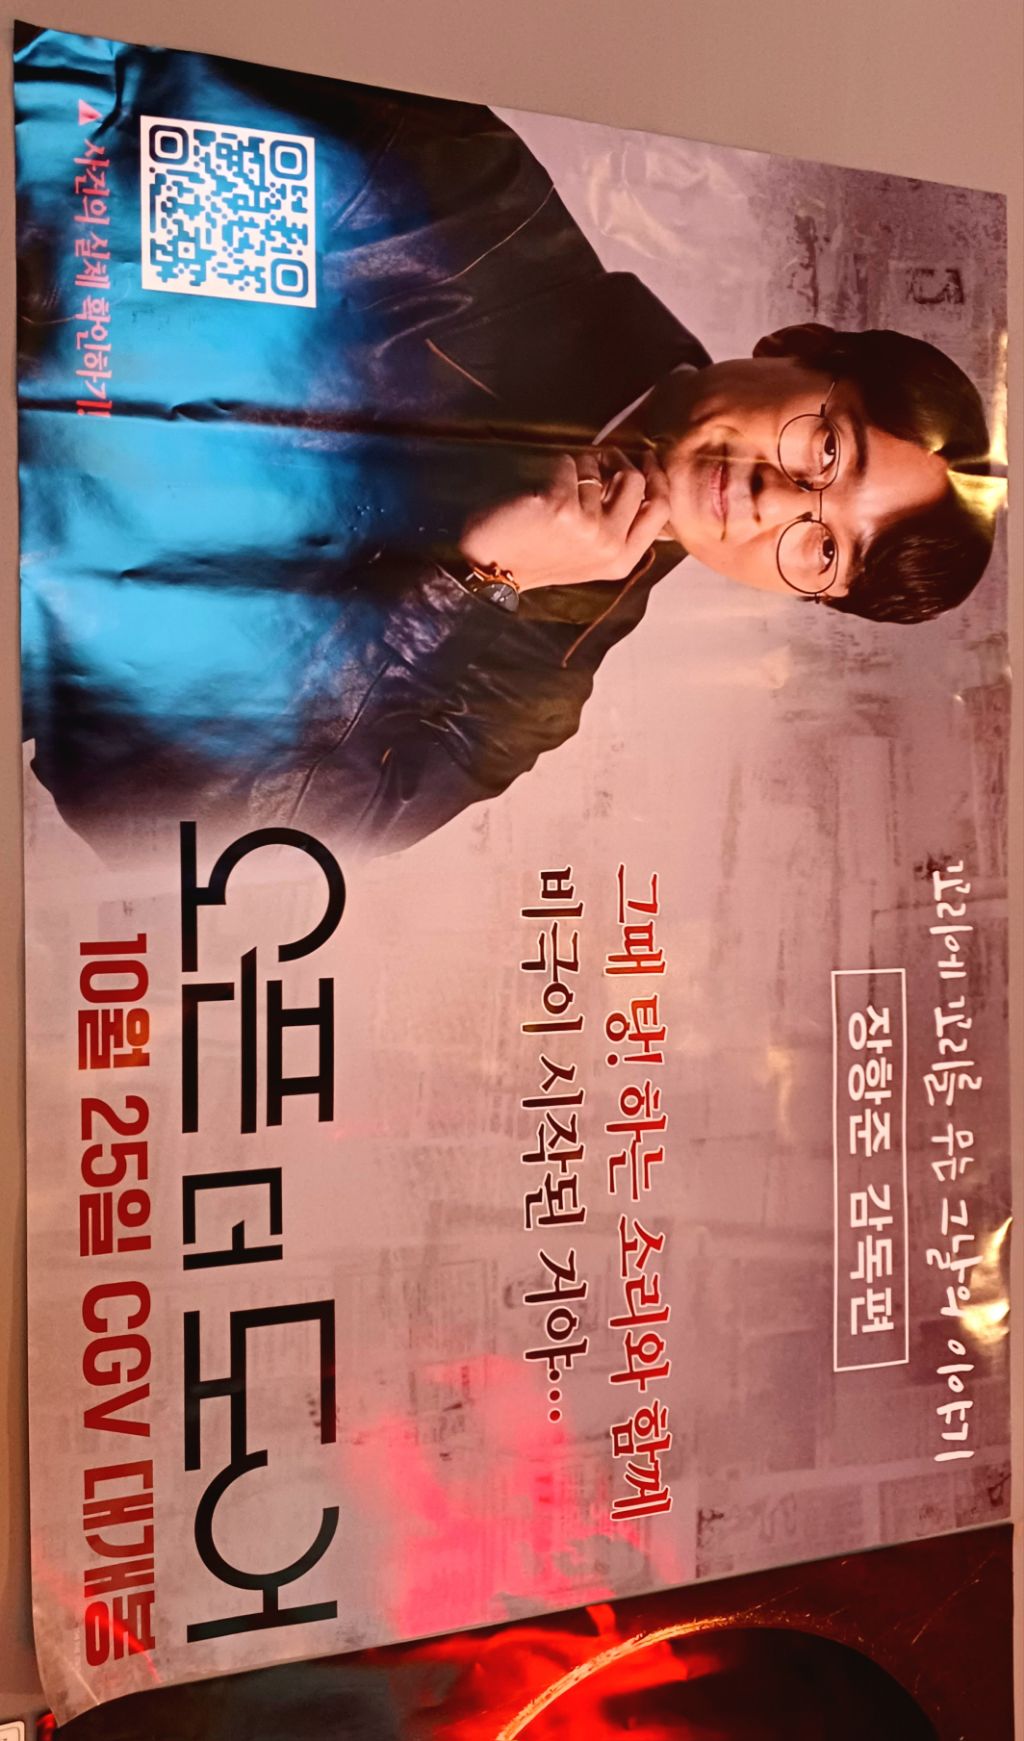 꼬리에 꼬리를 무는 그날의 이야기
장항준 감독편
그때 탕! 하는 소리와 함께
비극이 시작된 거야...
오픈 더 도어
10월 25일 CGV 대개봉
▲ 사건의 실체 확인하기!